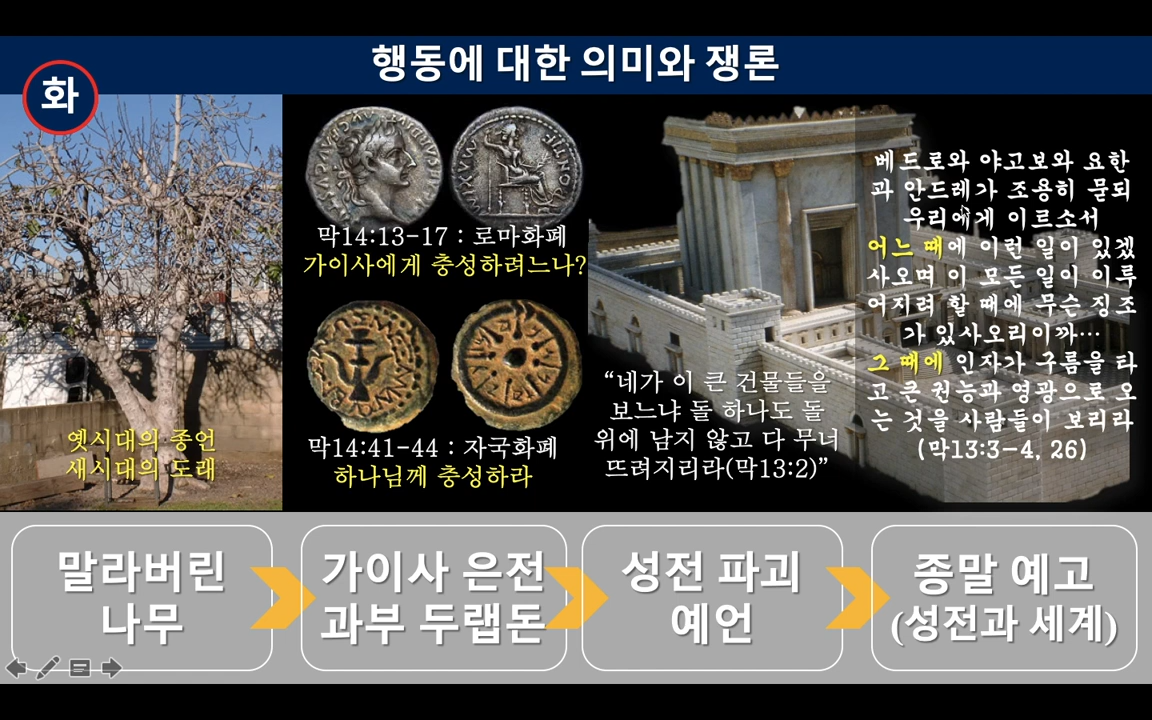 행동에 대한 의미와 쟁론
화
옛시대의 종언
새시대의 도래
막14:13-17 : 로마화폐
가이사에게 충성하려느냐?
막14:41-44 : 자국화폐
하나님께 충성하라
“네가 이 큰 건물들을
보느냐 돌 하나도 돌
위에 남지 않고 다 무너
뜨려지리라(막13:2)”
베드로와 야고보와 요한
과 안드레가 조용히 묻되
우리에게 이르소서
어느 때에 이런 일이 있겠
사오며 이 모든 일이 이루
어지려 할 때에 무슨 징조
가 있사오리이까…
그 때에 인자가 구름을 타
고 큰 권능과 영광으로 오
는 것을 사람들이 보리라
(막13:3-4, 26)
말라버린
나무
가이사 은전
과부 두랩돈
성전 파괴
예언
종말 예고
(성전과 세계)